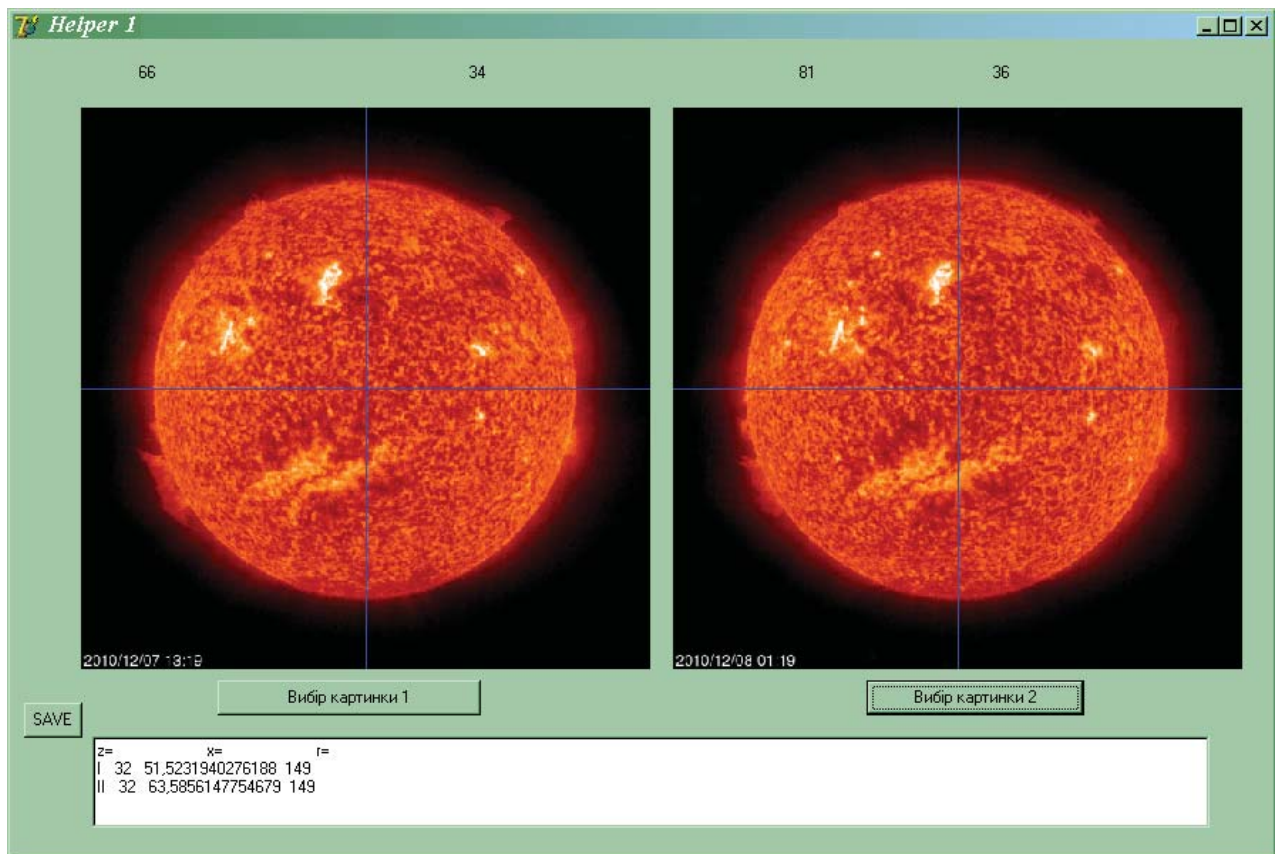 Helper 1
66 34 81 36
2010/12/07 13:19 2010/12/08 01:19
Вибір картинки 1 Вибір картинки 2
SAVE
z= x= r=
I 32 51,5231940276188 149
II 32 63,5856147754679 149